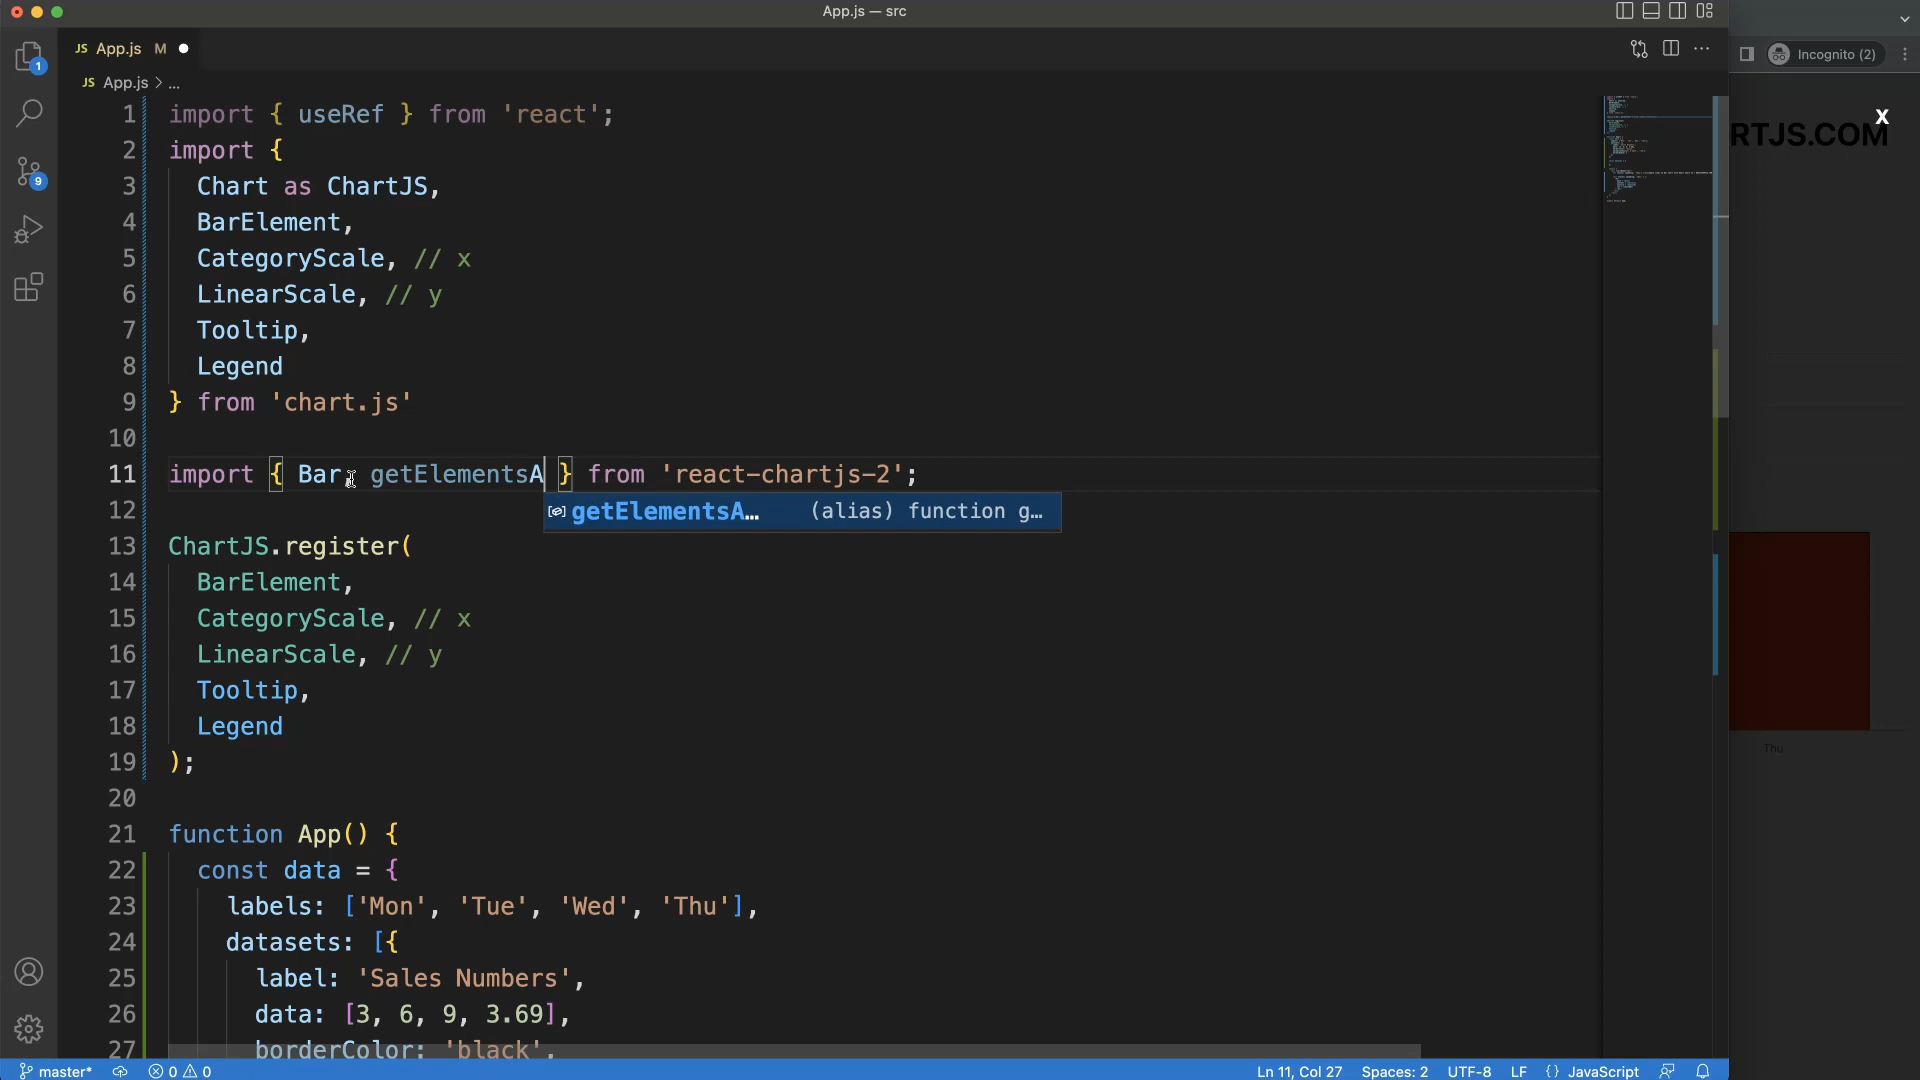 App.js — src
JS App.js M
Incognito (2)
JS App.js > ...
1 import { useRef } from 'react';
2 import {
3 Chart as ChartJS,
4 BarElement,
5 CategoryScale, // x
6 LinearScale, // y
7 Tooltip,
8 Legend
9 } from 'chart.js'
10
11 import { Bar, getElementsA } from 'react-chartjs-2';
getElementsA… (alias) function g…
12
13 ChartJS.register(
14 BarElement,
15 CategoryScale, // x
16 LinearScale, // y
17 Tooltip,
18 Legend
19 );
20
21 function App() {
22 const data = {
23 labels: ['Mon', 'Tue', 'Wed', 'Thu'],
24 datasets: [{
25 label: 'Sales Numbers',
26 data: [3, 6, 9, 3.69],
27 borderColor: 'black',
X
RTJS.COM
Thu
1
9
master* 0 0 Ln 11, Col 27 Spaces: 2 UTF-8 LF {} JavaScript